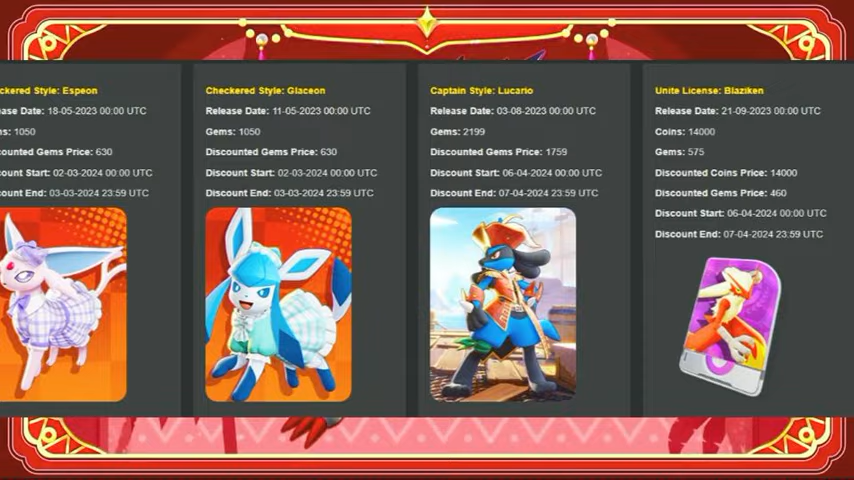 ckered Style: Espeon
ease Date: 18-05-2023 00:00 UTC
ns: 1050
counted Gems Price: 630
count Start: 02-03-2024 00:00 UTC
count End: 03-03-2024 23:59 UTC
Checkered Style: Glaceon
Release Date: 11-05-2023 00:00 UTC
Gems: 1050
Discounted Gems Price: 630
Discount Start: 02-03-2024 00:00 UTC
Discount End: 03-03-2024 23:59 UTC
Captain Style: Lucario
Release Date: 03-08-2023 00:00 UTC
Gems: 2199
Discounted Gems Price: 1759
Discount Start: 06-04-2024 00:00 UTC
Discount End: 07-04-2024 23:59 UTC
Unite License: Blaziken
Release Date: 21-09-2023 00:00 UTC
Coins: 14000
Gems: 575
Discounted Coins Price: 14000
Discounted Gems Price: 460
Discount Start: 06-04-2024 00:00 UTC
Discount End: 07-04-2024 23:59 UTC